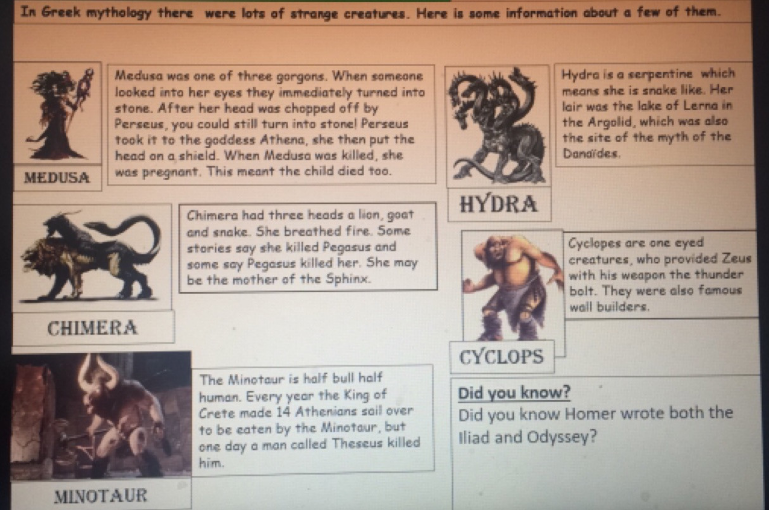 In Greek mythology there were lots of strange creatures. Here is some information about a few of them.
MEDUSA
Medusa was one of three gorgons. When someone
looked into her eyes they immediately turned into
stone. After her head was chopped off by
Perseus, you could still turn into stone! Perseus
took it to the goddess Athena, she then put the
head on a shield. When Medusa was killed, she
was pregnant. This meant the child died too.
HYDRA
Hydra is a serpentine which
means she is snake like. Her
lair was the lake of Lerna in
the Argolid, which was also
the site of the myth of the
Danaïdes.
CHIMERA
Chimera had three heads a lion, goat
and snake. She breathed fire. Some
stories say she killed Pegasus and
some say Pegasus killed her. She may
be the mother of the Sphinx.
CYCLOPS
Cyclopes are one eyed
creatures, who provided Zeus
with his weapon the thunder
bolt. They were also famous
wall builders.
MINOTAUR
The Minotaur is half bull half
human. Every year the King of
Crete made 14 Athenians sail over
to be eaten by the Minotaur, but
one day a man called Theseus killed
him.
Did you know?
Did you know Homer wrote both the
Iliad and Odyssey?